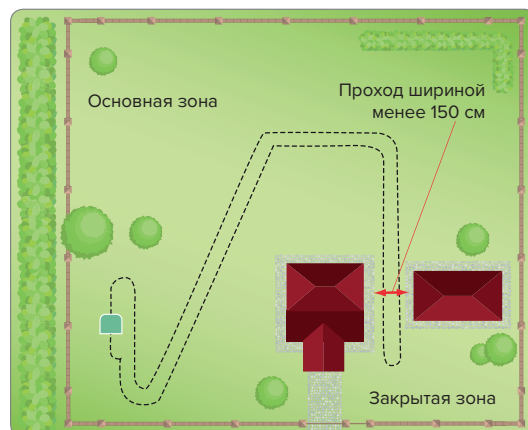 Основная зона
Проход шириной
менее 150 см
Закрытая зона